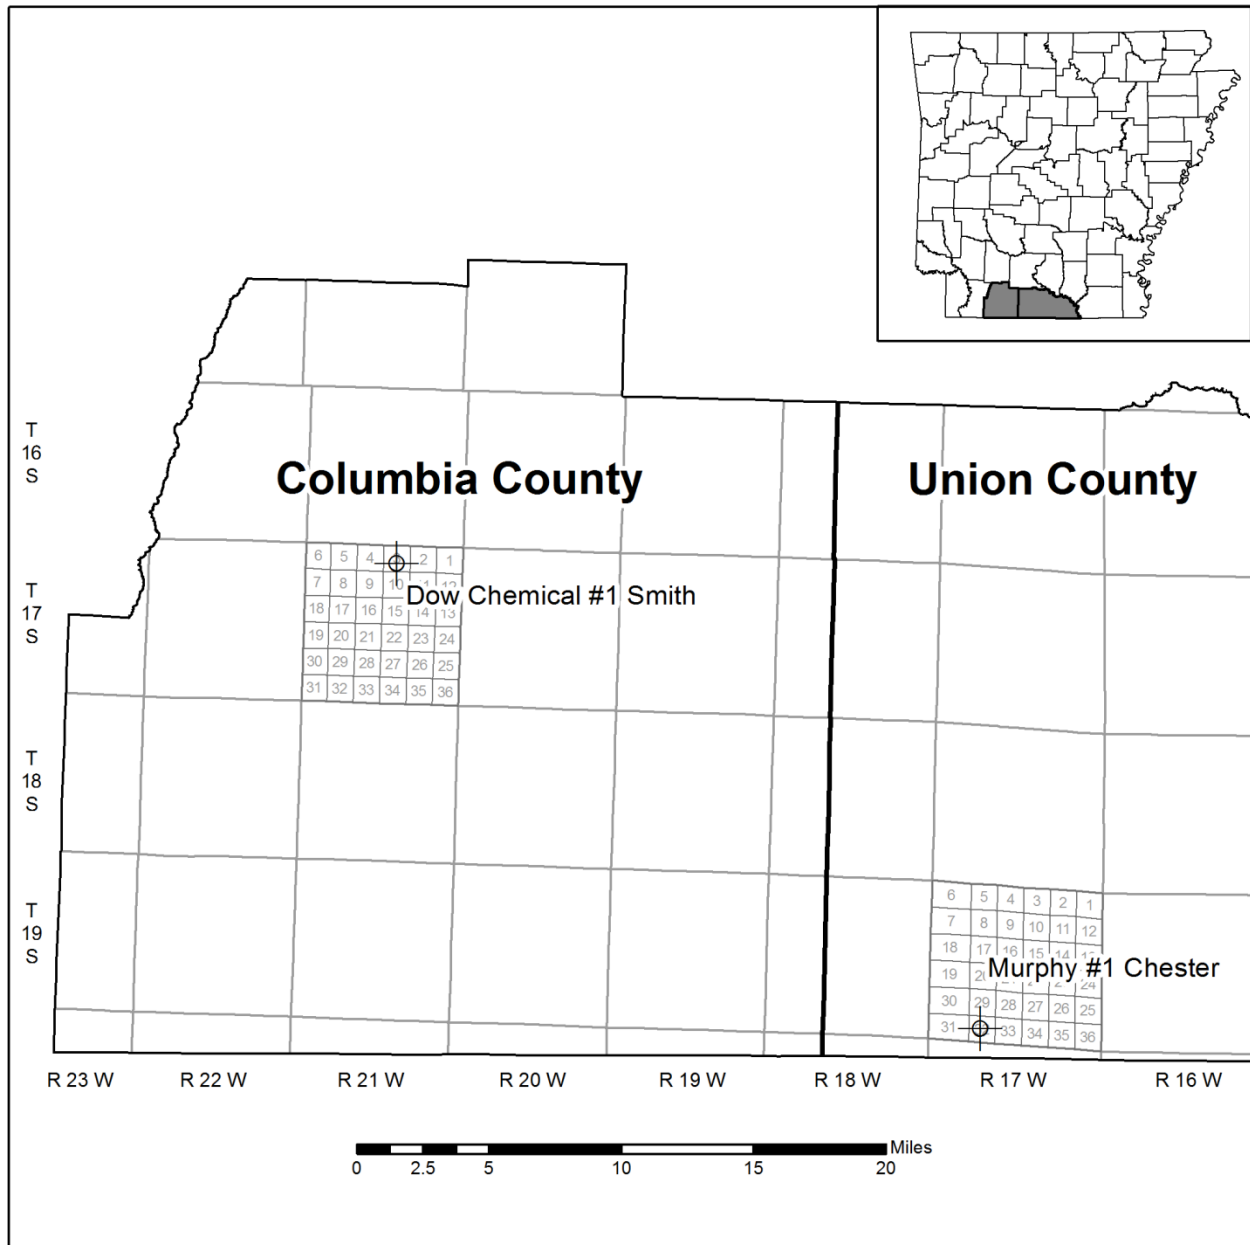 T
16
S
Columbia County
Union County
6 5 4 2 1
7 8 9 10 11 12
Dow Chemical #1 Smith
18 17 16 15 14 13
T
17
S
19 20 21 22 23 24
30 29 28 27 26 25
31 32 33 34 35 36
T
18
S
6 5 4 3 2 1
7 8 9 10 11 12
18 17 16 15 14
Murphy #1 Chester
T
19
S
19 24
30 29 28 27 26 25
31 33 34 35 36
R 23 W R 22 W R 21 W R 20 W R 19 W R 18 W R 17 W R 16 W
Miles
0 2.5 5 10 15 20